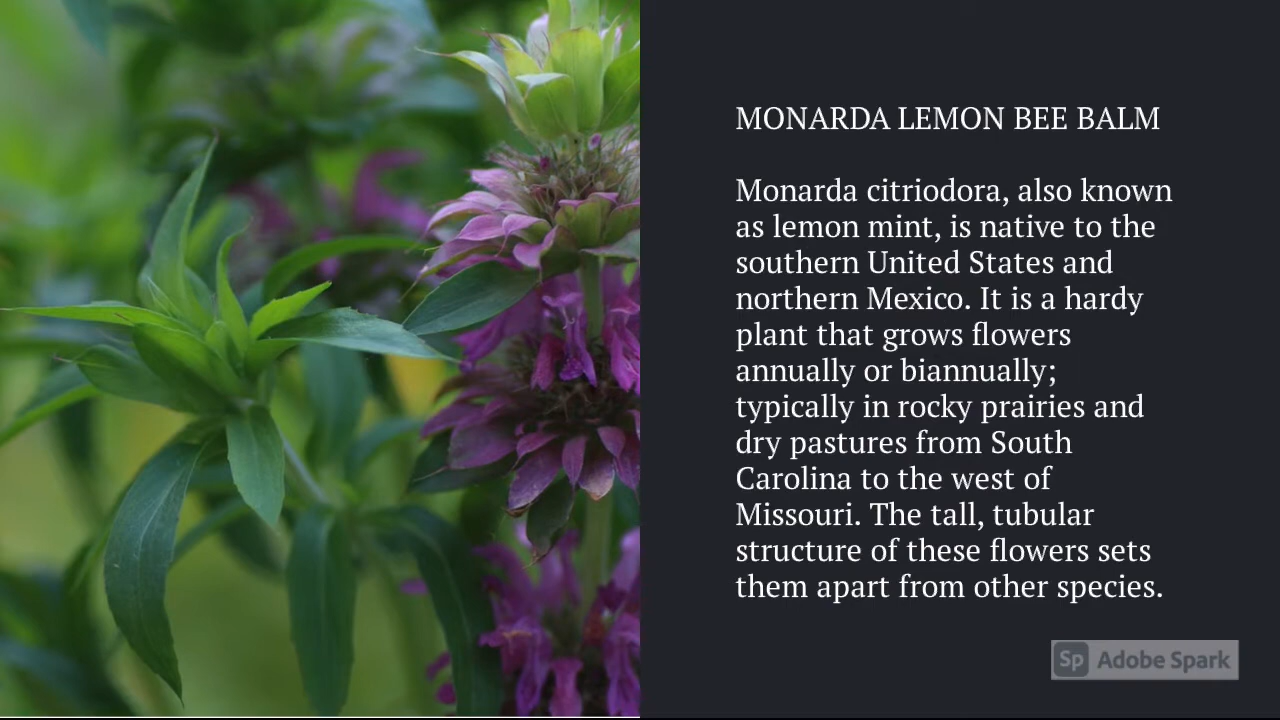 MONARDA LEMON BEE BALM
Monarda citriodora, also known
as lemon mint, is native to the
southern United States and
northern Mexico. It is a hardy
plant that grows flowers
annually or biannually;
typically in rocky prairies and
dry pastures from South
Carolina to the west of
Missouri. The tall, tubular
structure of these flowers sets
them apart from other species.
Sp Adobe Spark